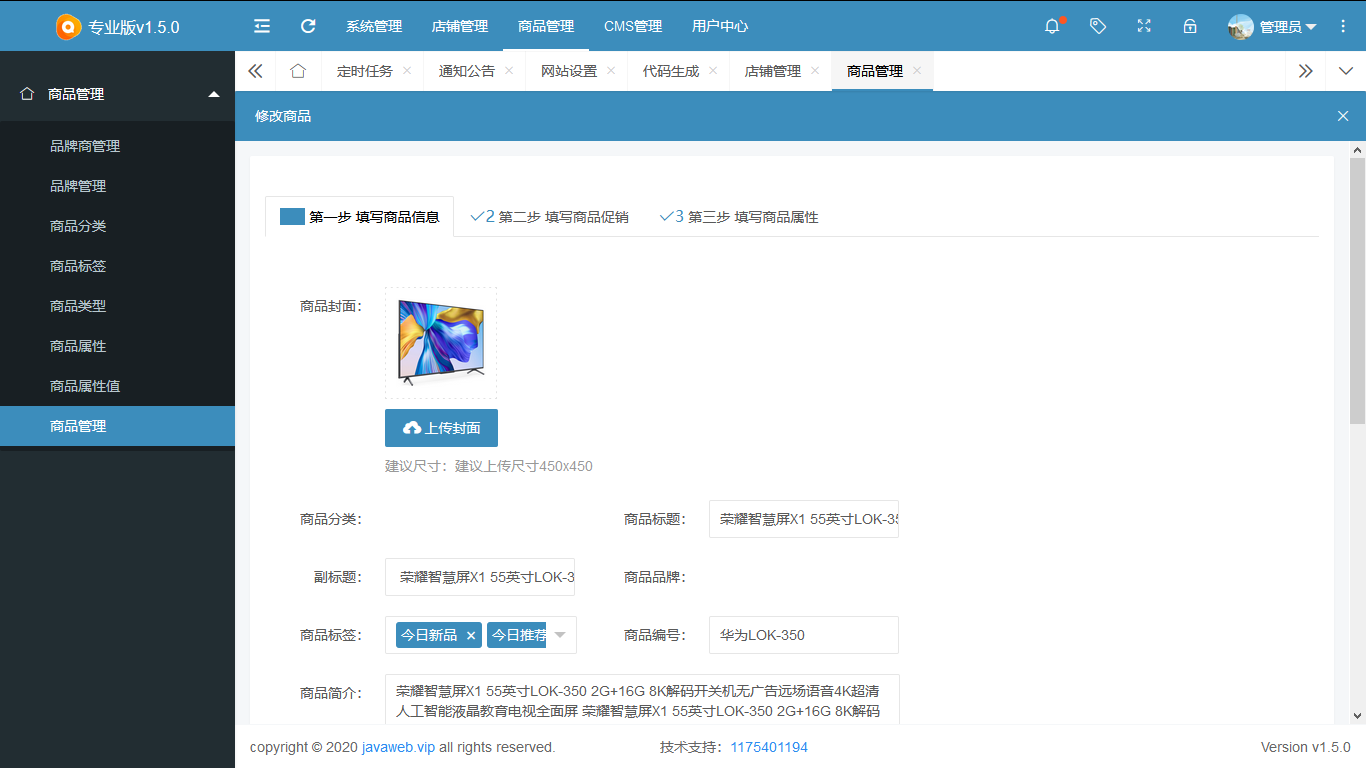 专业版v1.5.0
系统管理 店铺管理 商品管理 CMS管理 用户中心
管理员
商品管理
品牌商管理
品牌管理
商品分类
商品标签
商品类型
商品属性
商品属性值
商品管理
定时任务 通知公告 网站设置 代码生成 店铺管理 商品管理
修改商品
第一步 填写商品信息 2 第二步 填写商品促销 3 第三步 填写商品属性
商品封面：
上传封面
建议尺寸：建议上传尺寸450x450
商品分类： 商品标题： 荣耀智慧屏X1 55英寸LOK-35
副标题： 荣耀智慧屏X1 55英寸LOK-3 商品品牌：
商品标签： 今日新品 今日推荐 商品编号： 华为LOK-350
商品简介： 荣耀智慧屏X1 55英寸LOK-350 2G+16G 8K解码开关机无广告远场语音4K超清
人工智能液晶教育电视全面屏 荣耀智慧屏X1 55英寸LOK-350 2G+16G 8K解码
copyright © 2020 javaweb.vip all rights reserved. 技术支持：1175401194 Version v1.5.0